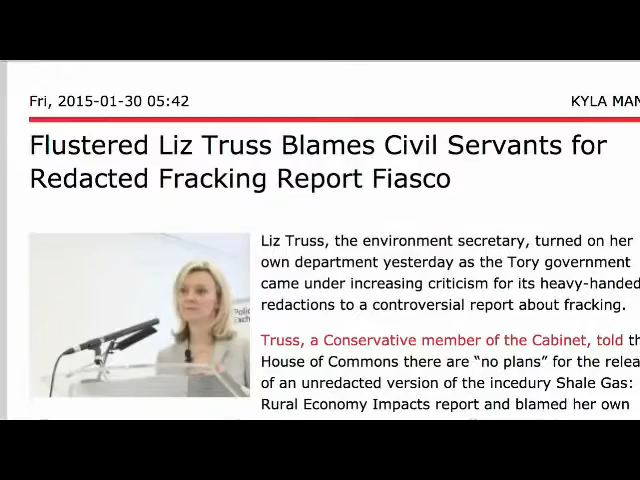 Fri, 2015-01-30 05:42
KYLA MAN
Flustered Liz Truss Blames Civil Servants for
Redacted Fracking Report Fiasco
Liz Truss, the environment secretary, turned on her
own department yesterday as the Tory government
came under increasing criticism for its heavy-handed
redactions to a controversial report about fracking.
Truss, a Conservative member of the Cabinet, told th
House of Commons there are “no plans” for the relea
of an unredacted version of the incedury Shale Gas:
Rural Economy Impacts report and blamed her own
Polic
Exch